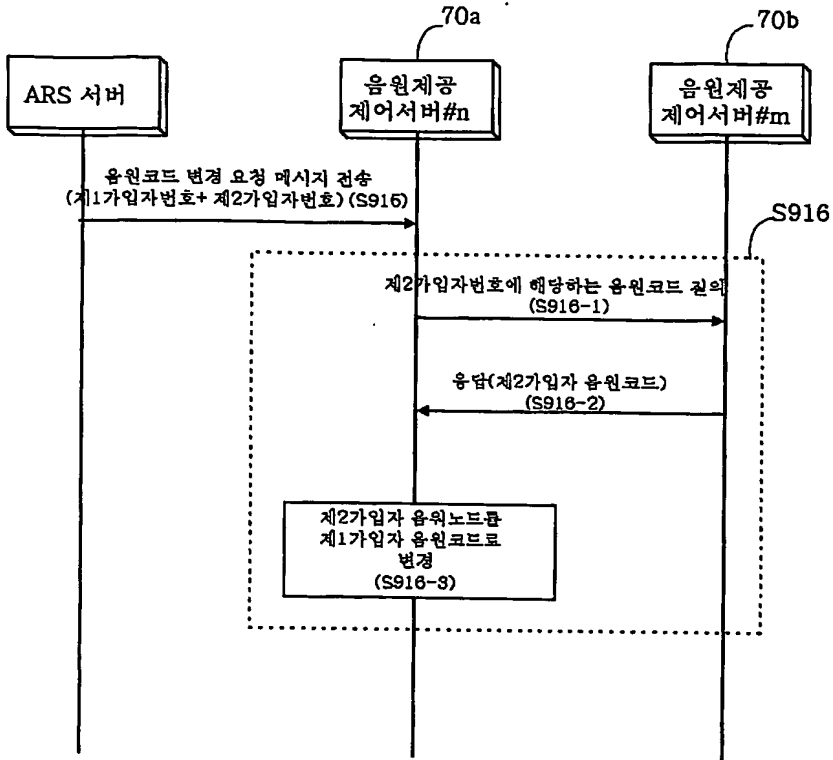 70a
70b
ARS 서버
음원제공
제어서버#n
음원제공
제어서버#m
음원코드 변경 요청 메시지 전송
(제1가입자번호+ 제2가입자번호)(S915)
S916
제2가입자번호에 해당하는 음원코드 질의
(S916-1)
응답(제2가입자 음원코드)
(S916-2)
제2가입자 음워노드를
제1가입자 음원코드로
변경
(S916-3)